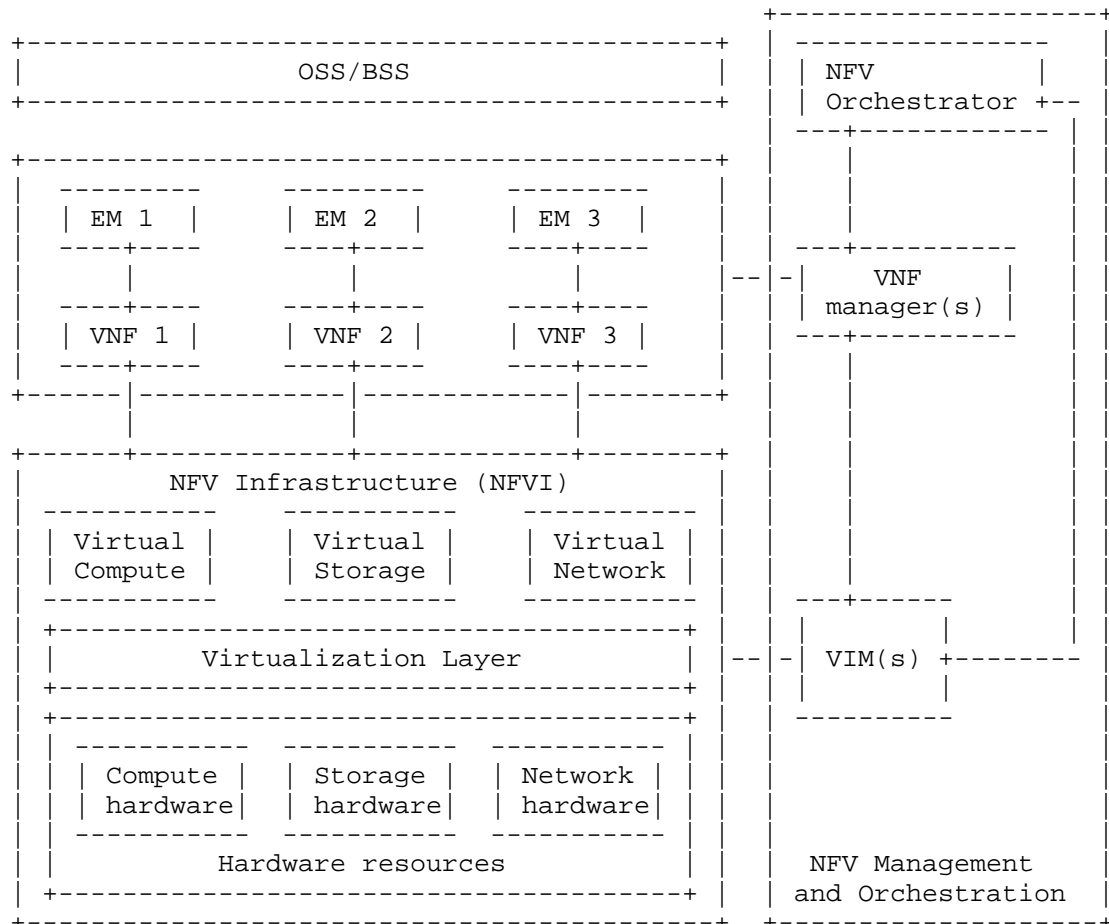 OSS/BSS
NFV
Orchestrator
EM 1 EM 2 EM 3
VNF
manager(s)
VNF 1 VNF 2 VNF 3
NFV Infrastructure (NFVI)
Virtual Virtual Virtual
Compute Storage Network
Virtualization Layer
VIM(s)
Compute Storage Network
hardware hardware hardware
Hardware resources
NFV Management
and Orchestration